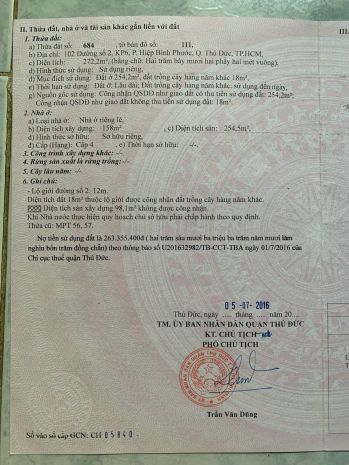 II. Thửa đất, nhà ở và tài sản khác gắn liền với đất
1. Thửa đất:
a) Thửa đất số: 684 , tờ bản đồ số: 111,
b) Địa chỉ: 102 Đường số 2, KP6, P. Hiệp Bình Phước, Q. Thủ Đức, TP.HCM,
c) Diện tích: 272,2m², (bằng chữ: Hai trăm bảy mươi hai phẩy hai mét vuông),
d) Hình thức sử dụng: Sử dụng riêng,
đ) Mục đích sử dụng: Đất ở 254,2m², đất trồng cây hàng năm khác 18m².
e) Thời hạn sử dụng: Đất ở: Lâu dài; Đất trồng cây hàng năm khác: sử dụng đến ngày,
g) Nguồn gốc sử dụng: Công nhận QSDĐ như giao đất có thu tiền sử dụng đất: 254,2m²;
Công nhận QSDĐ như giao đất không thu tiền sử dụng đất: 18m².
2. Nhà ở:
a) Loại nhà ở: Nhà ở riêng lẻ,
b) Diện tích xây dựng: 158m² , c) Diện tích sàn: 254,5m²,
d) Hình thức sở hữu: Sở hữu riêng,
đ) Cấp (Hạng): Cấp 4 , e) Thời hạn sở hữu: -/-.
3. Công trình xây dựng khác: -/-
4. Rừng sản xuất là rừng trồng: -/-
5. Cây lâu năm: -/-
6. Ghi chú:
- Lộ giới đường số 2: 12m.
Diện tích đất 18m² thuộc lộ giới được công nhận đất trồng cây hàng năm khác.
Diện tích sàn xây dựng 98,1m² không được công nhận.
Khi Nhà nước thực hiện quy hoạch chủ sở hữu phải chấp hành theo quy định.
Thửa cũ: MPT 56, 57.
Nợ tiền sử dụng đất là 263.355.400đ ( hai trăm sáu mươi ba triệu ba trăm năm mươi lăm
nghìn bốn trăm đồng chẵn) theo thông báo số U201632982/TB-CCT-TBA ngày 01/7/2016 của
Chi cục thuế quận Thủ Đức.
05 -07- 2016
Thủ Đức, ngày ..... tháng ..... năm 20....
TM. ỦY BAN NHÂN DÂN QUẬN THỦ ĐỨC
KT. CHỦ TỊCH
PHÓ CHỦ TỊCH
Trần Văn Dũng
Số vào sổ cấp GCN: CH 05840
III.